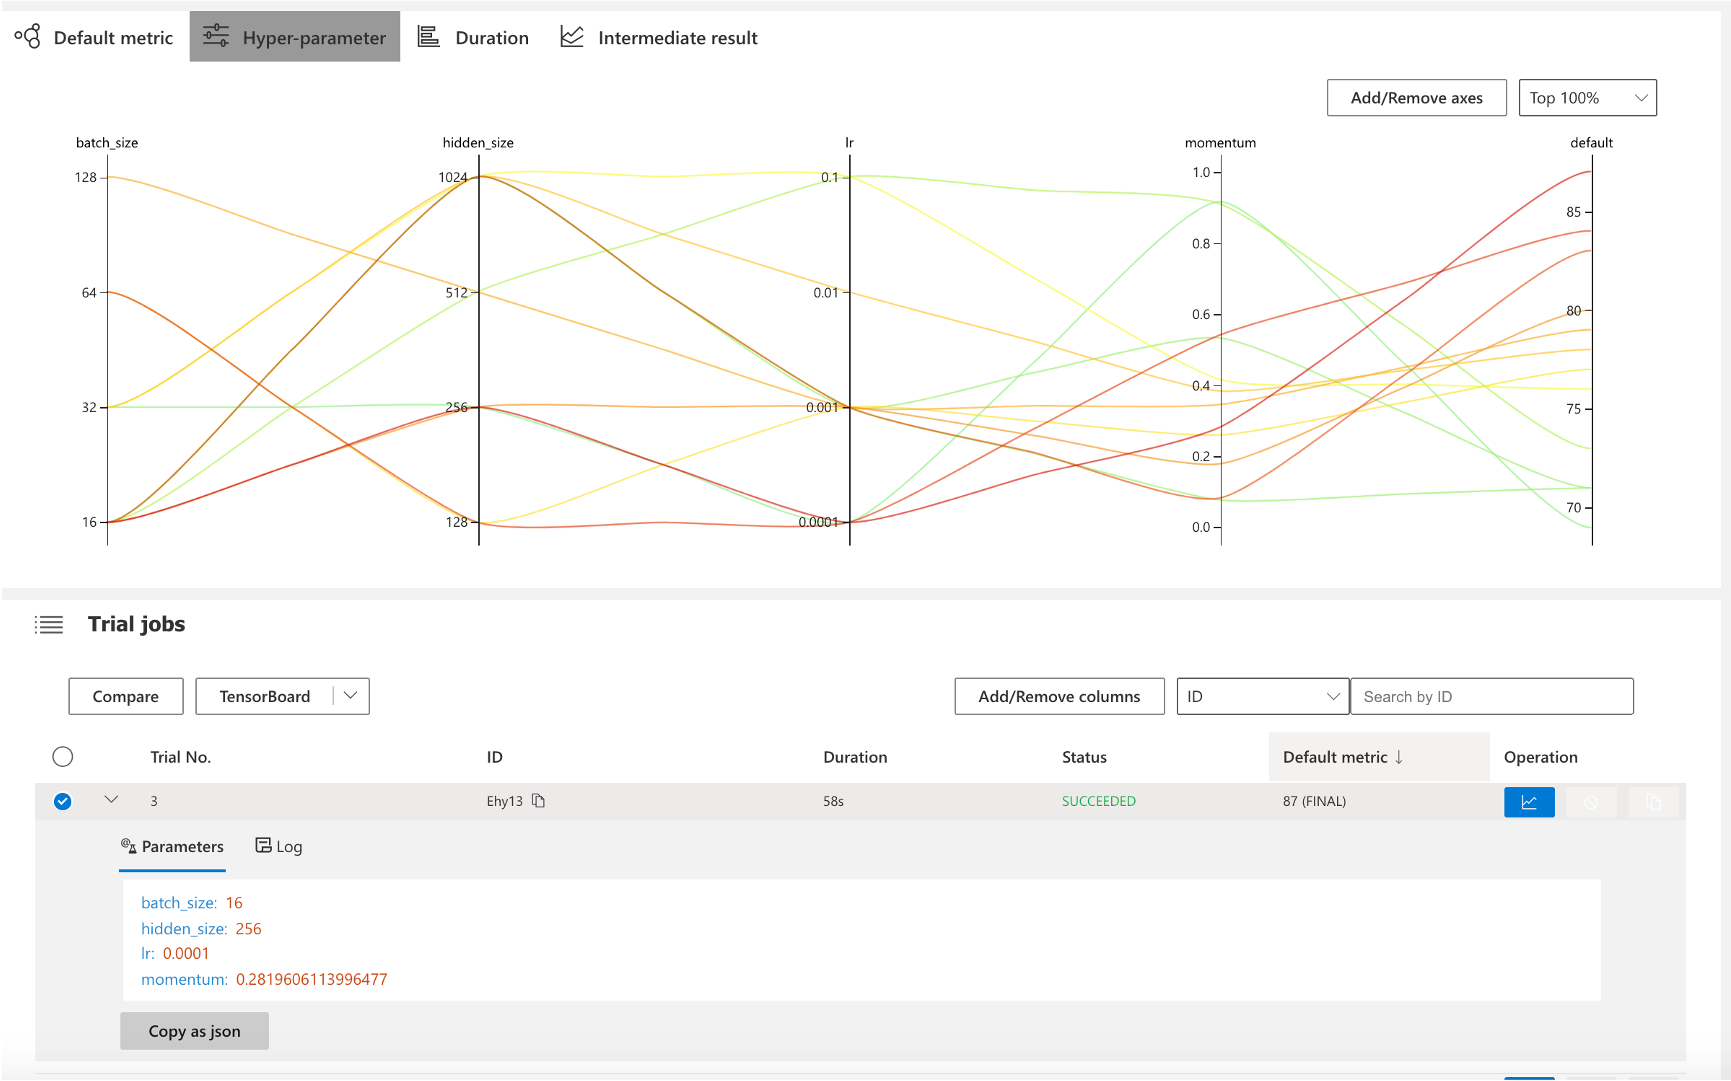 Default metric Hyper-parameter Duration Intermediate result
Add/Remove axes Top 100%
batch_size hidden_size lr momentum default
128 1024 0.1 1.0
85
0.8
64 512 0.01
80
0.6
0.4
32 256 0.001 75
0.2
70
16 128 0.0001 0.0
Trial jobs
Compare TensorBoard Add/Remove columns ID Search by ID
Trial No. ID Duration Status Default metric ↓ Operation
3 Ehy13 58s SUCCEEDED 87 (FINAL)
Parameters Log
batch_size: 16
hidden_size: 256
lr: 0.0001
momentum: 0.2819606113996477
Copy as json